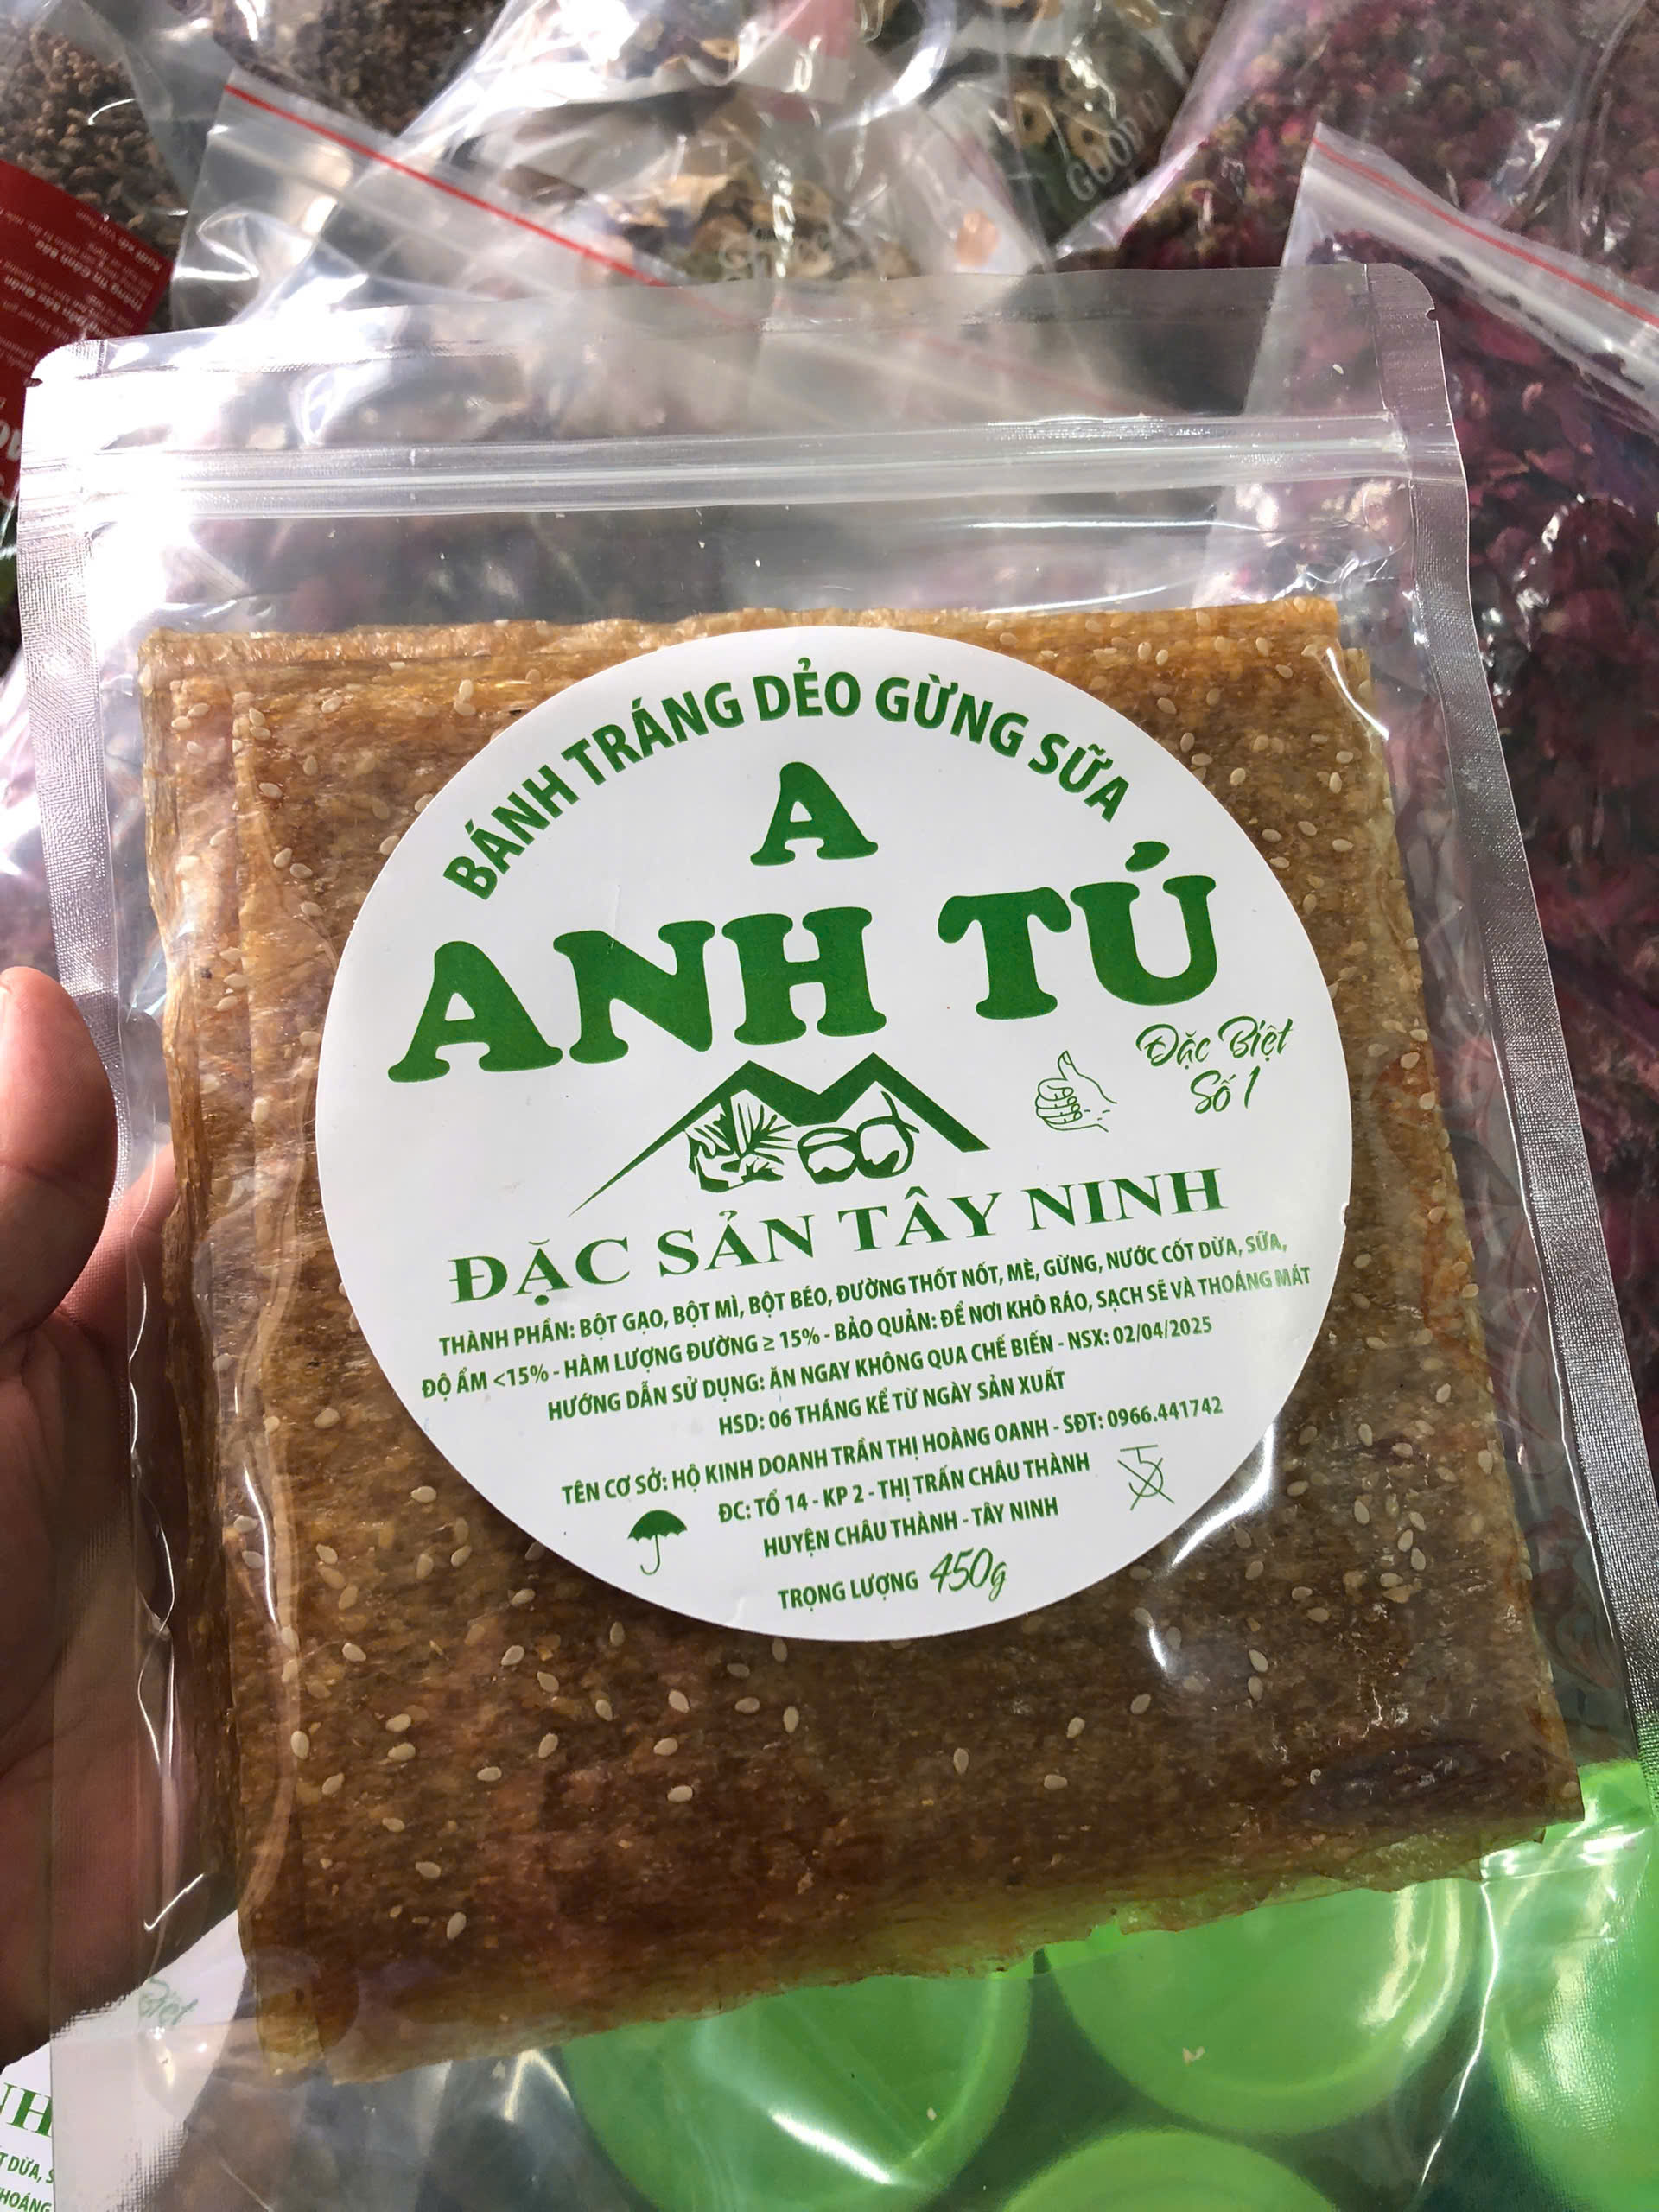 GOOD
BÁNH TRÁNG DẺO GỪNG SỮA
A
ANH TÚ
Đặc Biệt
Số 1
ĐẶC SẢN TÂY NINH
THÀNH PHẦN: BỘT GẠO, BỘT MÌ, BỘT BÉO, ĐƯỜNG THỐT NỐT, MÈ, GỪNG, NƯỚC CỐT DỪA, SỮA,
ĐỘ ẨM <15% - HÀM LƯỢNG ĐƯỜNG ≥ 15% - BẢO QUẢN: ĐỂ NƠI KHÔ RÁO, SẠCH SẼ VÀ THOÁNG MÁT
HƯỚNG DẪN SỬ DỤNG: ĂN NGAY KHÔNG QUA CHẾ BIẾN - NSX: 02/04/2025
HSD: 06 THÁNG KỂ TỪ NGÀY SẢN XUẤT
TÊN CƠ SỞ: HỘ KINH DOANH TRẦN THỊ HOÀNG OANH - SĐT: 0966.441742
ĐC: TỔ 14 - KP 2 - THỊ TRẤN CHÂU THÀNH
HUYỆN CHÂU THÀNH - TÂY NINH
TRỌNG LƯỢNG 450g
Biệt
NH
T DỪA, S
HOÁNG